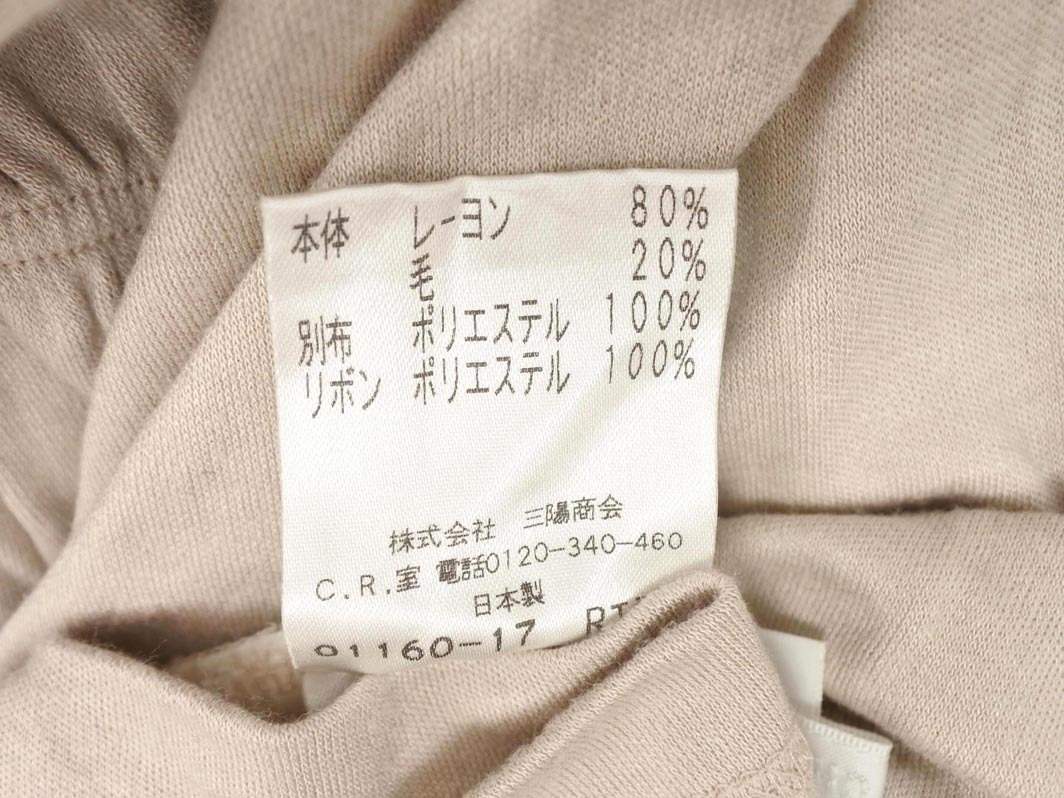 本体 レーヨン 80%
毛 20%
別布 ポリエステル 100%
リボン ポリエステル 100%
株式会社 三陽商会
C.R.室 電話0120-340-460
日本製
91160-17